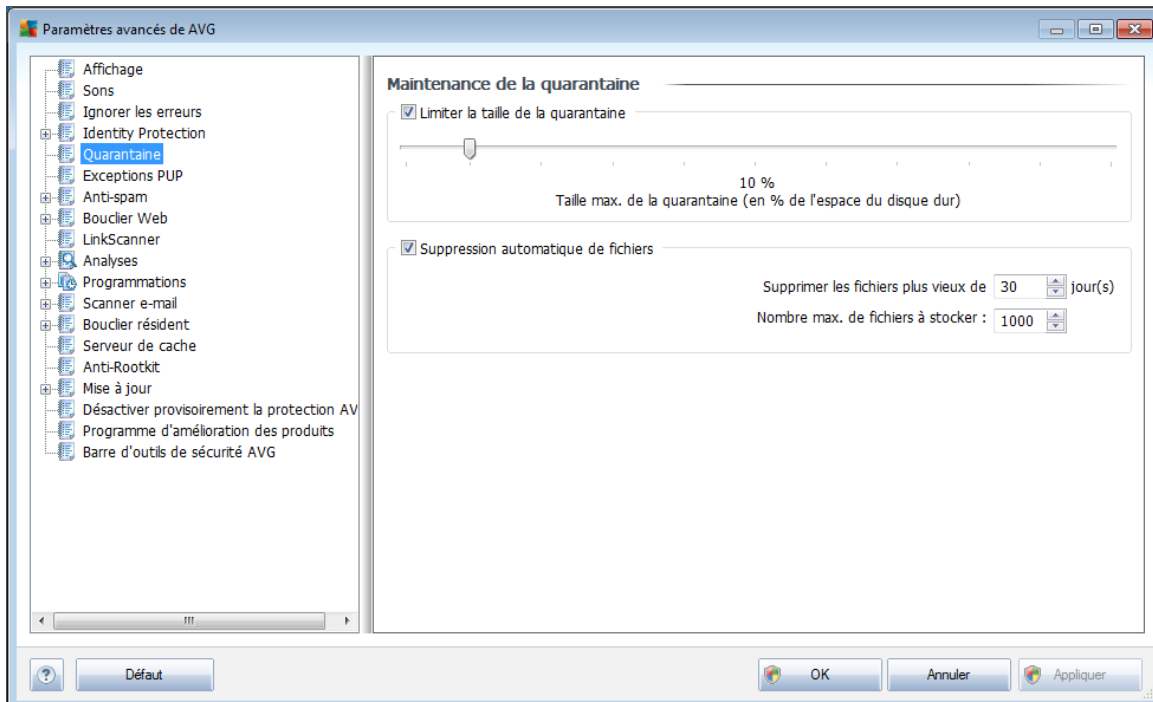 Paramètres avancés de AVG
Affichage
Sons
Ignorer les erreurs
Identity Protection
Quarantaine
Exceptions PUP
Anti-spam
Bouclier Web
LinkScanner
Analyses
Programmations
Scanner e-mail
Bouclier résident
Serveur de cache
Anti-Rootkit
Mise à jour
Désactiver provisoirement la protection AV
Programme d'amélioration des produits
Barre d'outils de sécurité AVG
Maintenance de la quarantaine
Limiter la taille de la quarantaine
10 %
Taille max. de la quarantaine (en % de l'espace du disque dur)
Suppression automatique de fichiers
Supprimer les fichiers plus vieux de 30 jour(s)
Nombre max. de fichiers à stocker : 1000
? Défaut OK Annuler Appliquer